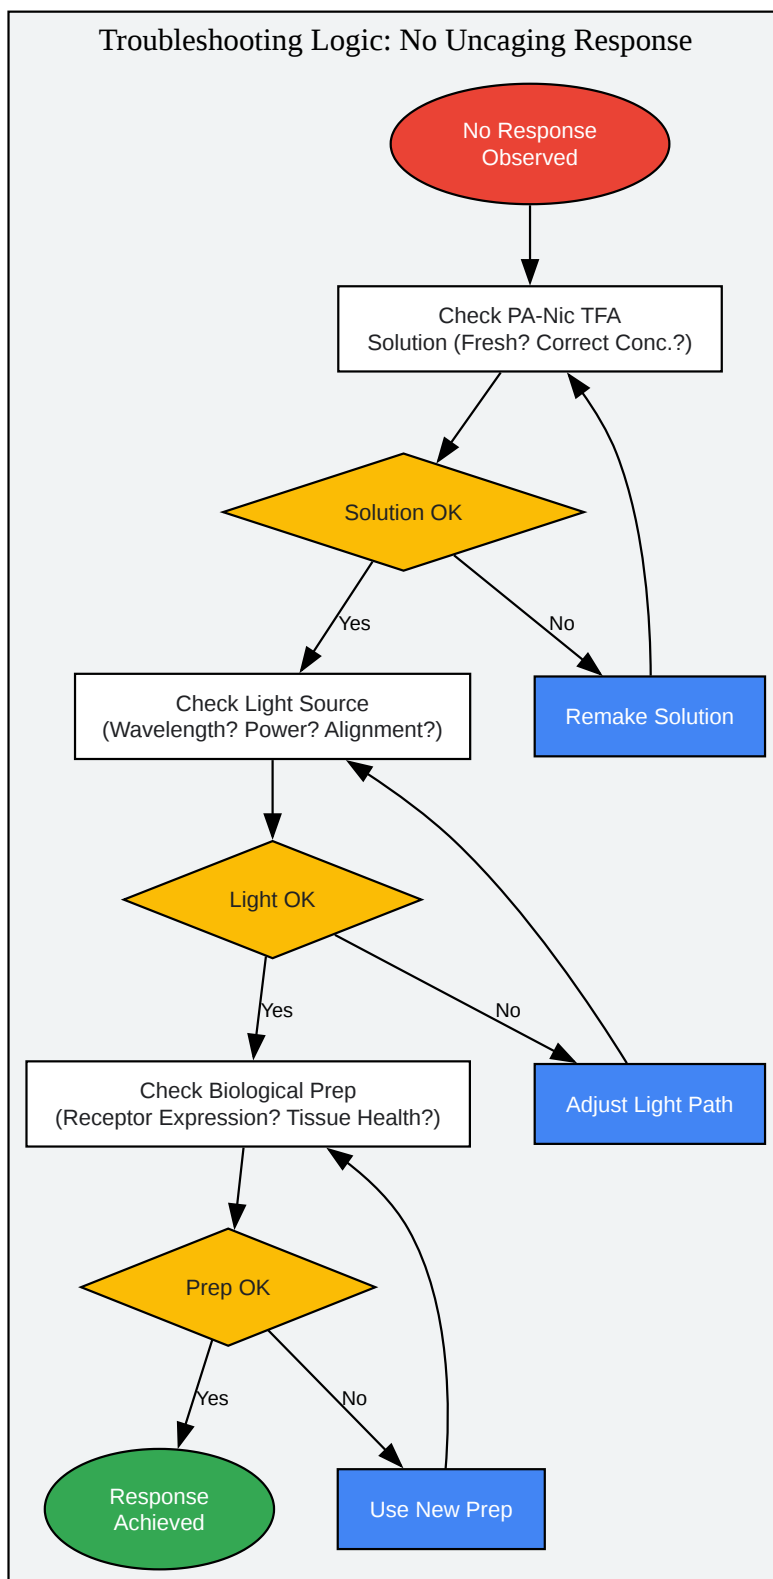 Troubleshooting Logic: No Uncaging Response
No Response
Observed
Check PA-Nic TFA
Solution (Fresh? Correct Conc.?)
Solution OK
Yes
No
Check Light Source
(Wavelength? Power? Alignment?)
Remake Solution
Light OK
Yes
No
Check Biological Prep
(Receptor Expression? Tissue Health?)
Adjust Light Path
Prep OK
Yes
No
Response
Achieved
Use New Prep